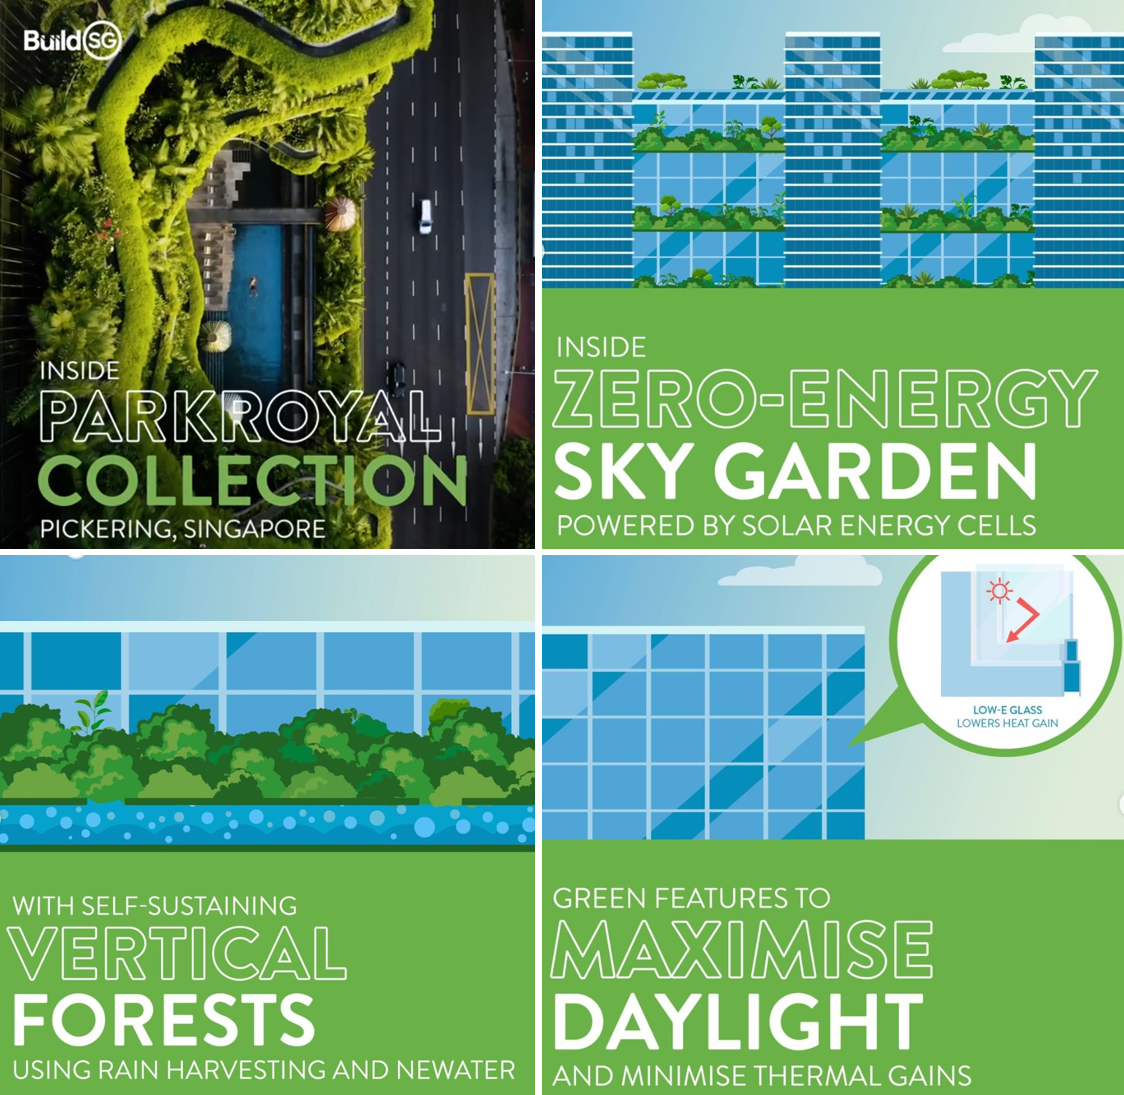 BuildSG
INSIDE
PARKROYAL
COLLECTION
PICKERING, SINGAPORE
INSIDE
ZERO-ENERGY
SKY GARDEN
POWERED BY SOLAR ENERGY CELLS
WITH SELF-SUSTAINING
VERTICAL
FORESTS
USING RAIN HARVESTING AND NEWATER
LOW-E GLASS
LOWERS HEAT GAIN
GREEN FEATURES TO
MAXIMISE
DAYLIGHT
AND MINIMISE THERMAL GAINS